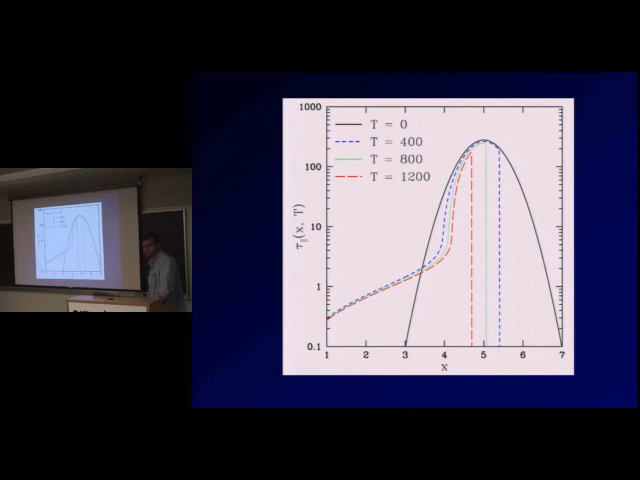 1000
100
10
1
0.1
T = 0
T = 400
T = 800
T = 1200
τ∥(x, T)
1 2 3 4 5 6 7
x